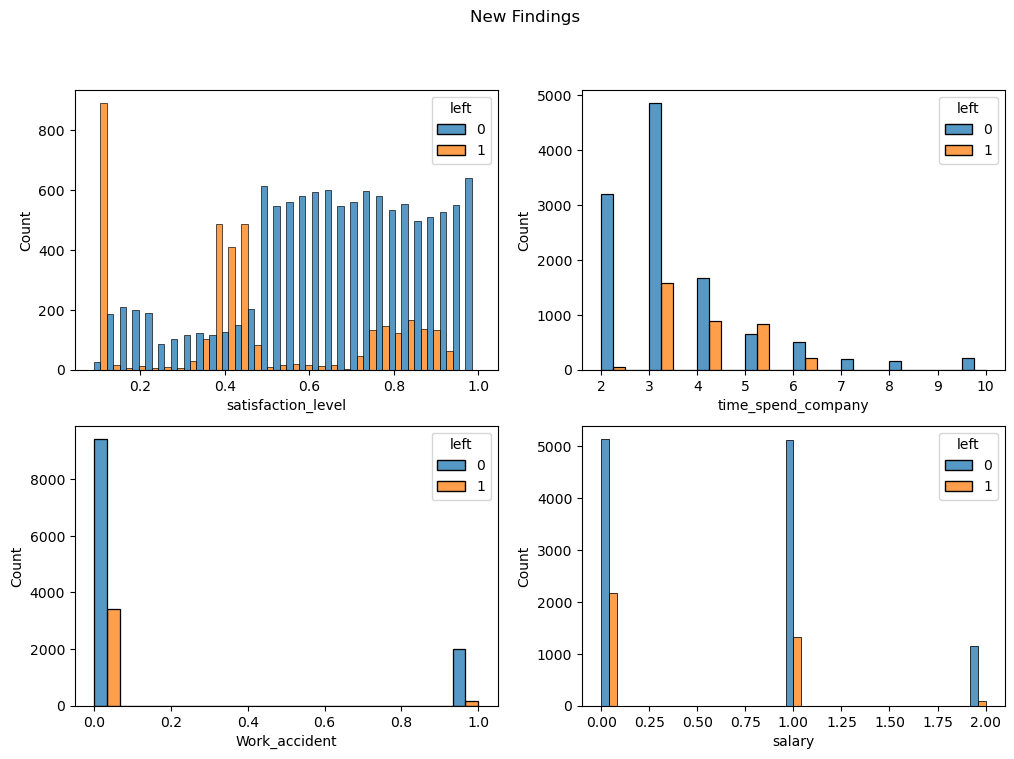 New Findings
left
0
1
800
600
400
200
0
Count
0.2 0.4 0.6 0.8 1.0
satisfaction_level
left
0
1
5000
4000
3000
2000
1000
0
Count
2 3 4 5 6 7 8 9 10
time_spend_company
left
0
1
8000
6000
4000
2000
0
Count
0.0 0.2 0.4 0.6 0.8 1.0
Work_accident
left
0
1
5000
4000
3000
2000
1000
0
Count
0.00 0.25 0.50 0.75 1.00 1.25 1.50 1.75 2.00
salary